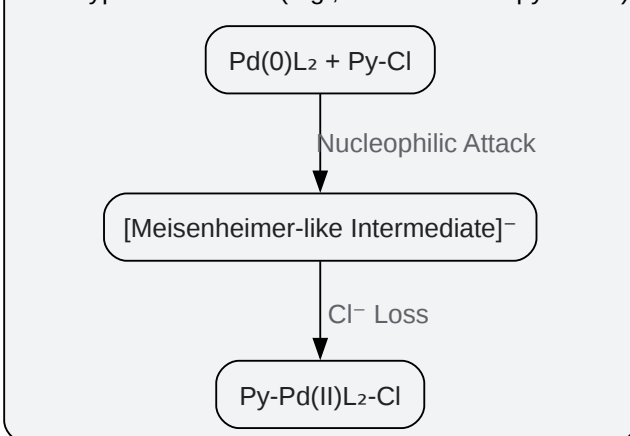 Pd(0)L₂ + Py-Cl
Nucleophilic Attack
[Meisenheimer-like Intermediate]⁻
Cl⁻ Loss
Py-Pd(II)L₂-Cl